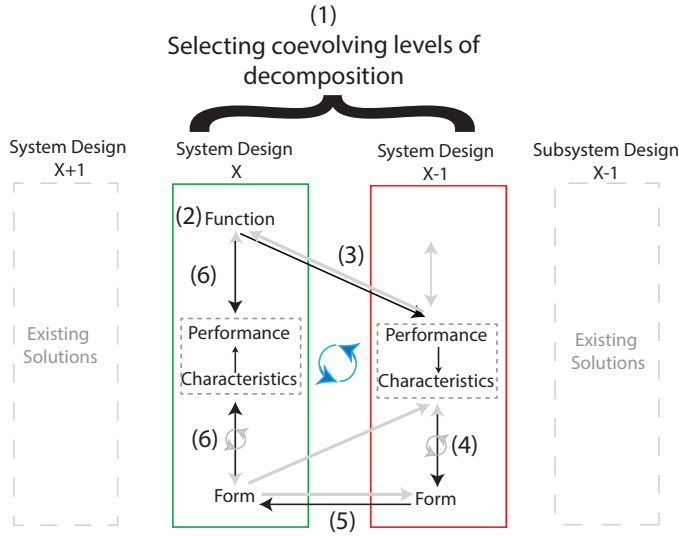 (1)
Selecting coevolving levels of
decomposition
System Design
X+1
System Design
X
System Design
X-1
Subsystem Design
X-1
(2) Function
(3)
(6)
Existing
Solutions
Performance
Characteristics
Performance
Characteristics
Existing
Solutions
(6)
(4)
Form
Form
(5)